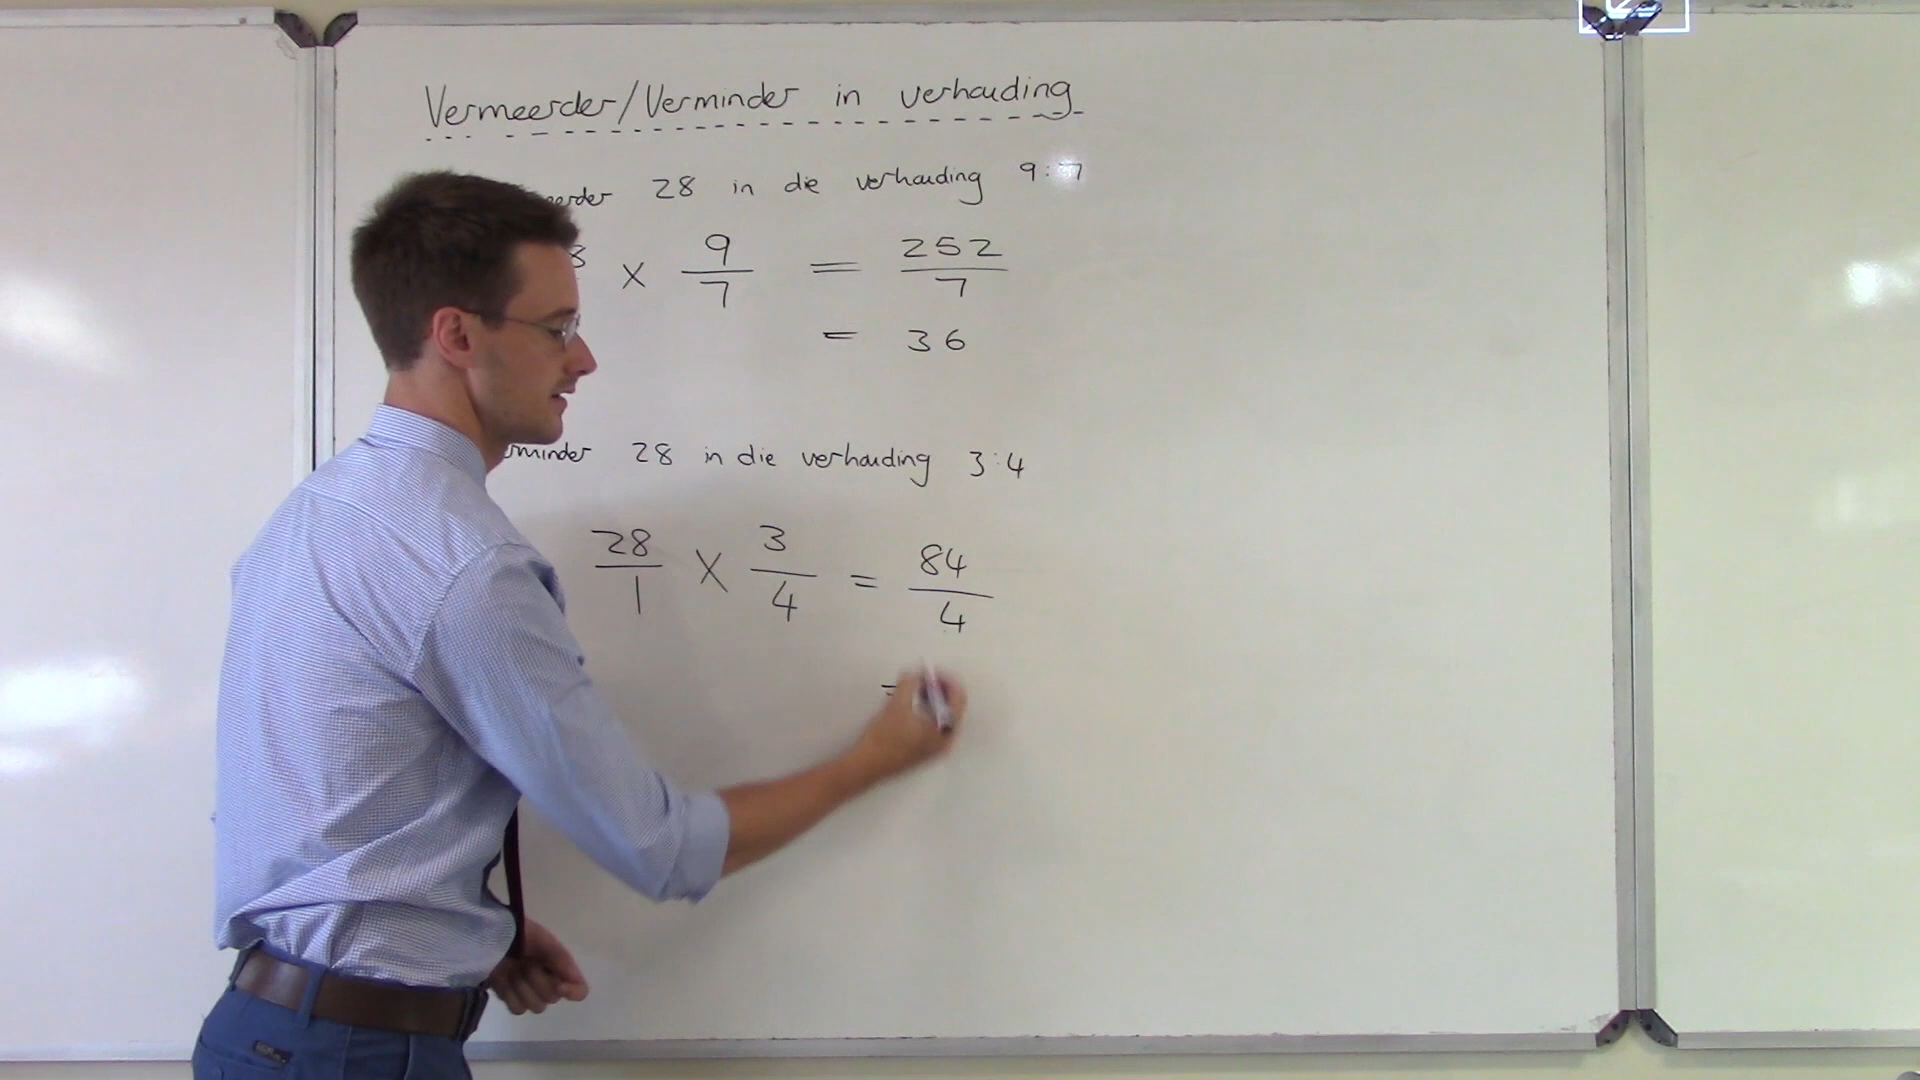 Vermeerder/Verminder in verhouding
28 in die verhouding 9:7
× 9/7 = 252/7
= 36
28 in die verhouding 3:4
28/1 × 3/4 = 84/4
=